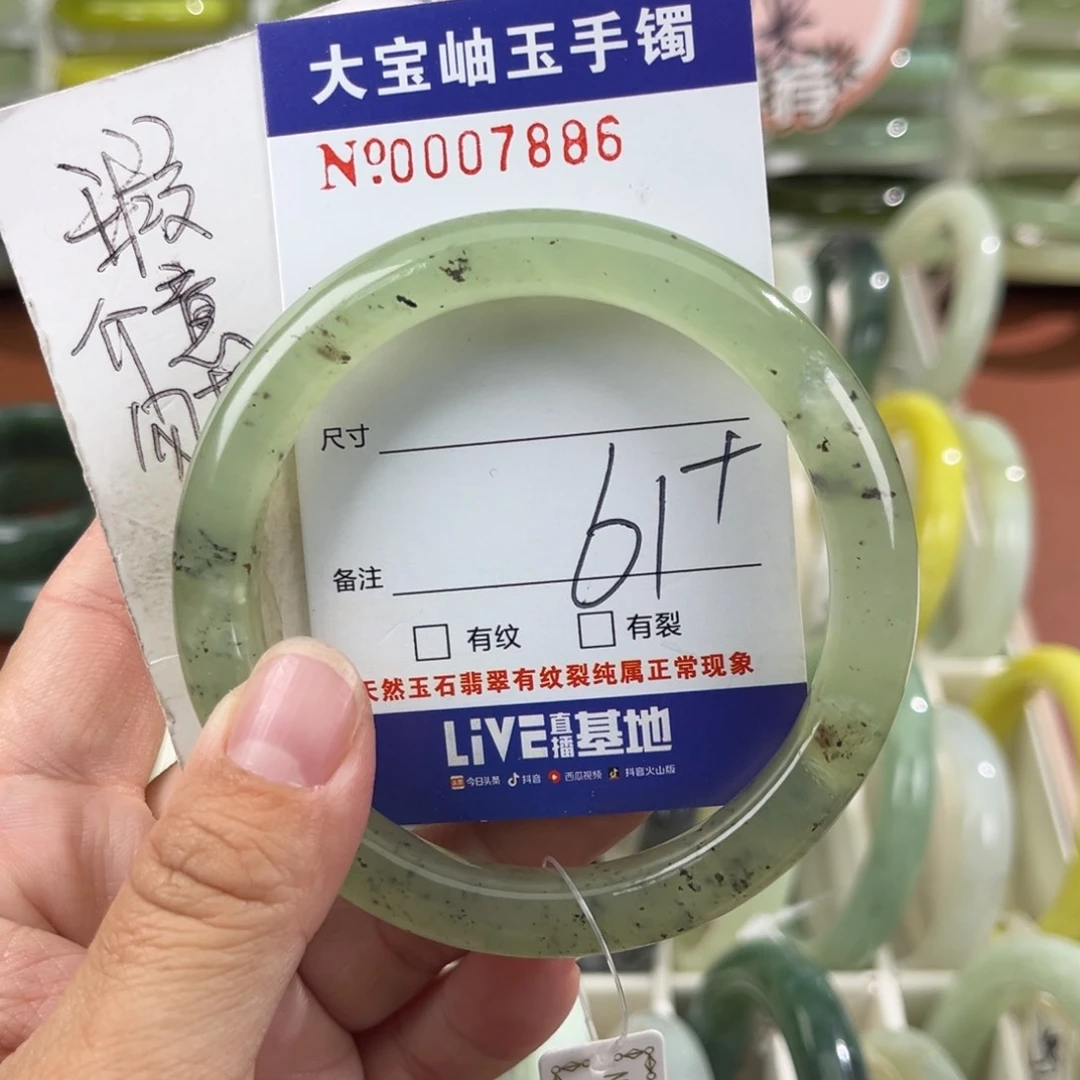 大宝岫玉手镯
Nº0007886
尺寸
61+
备注
有纹
有裂
天然玉石翡翠有纹裂纯属正常现象
LiVE直播基地
今日头条 抖音 西瓜视频 抖音火山版
介意